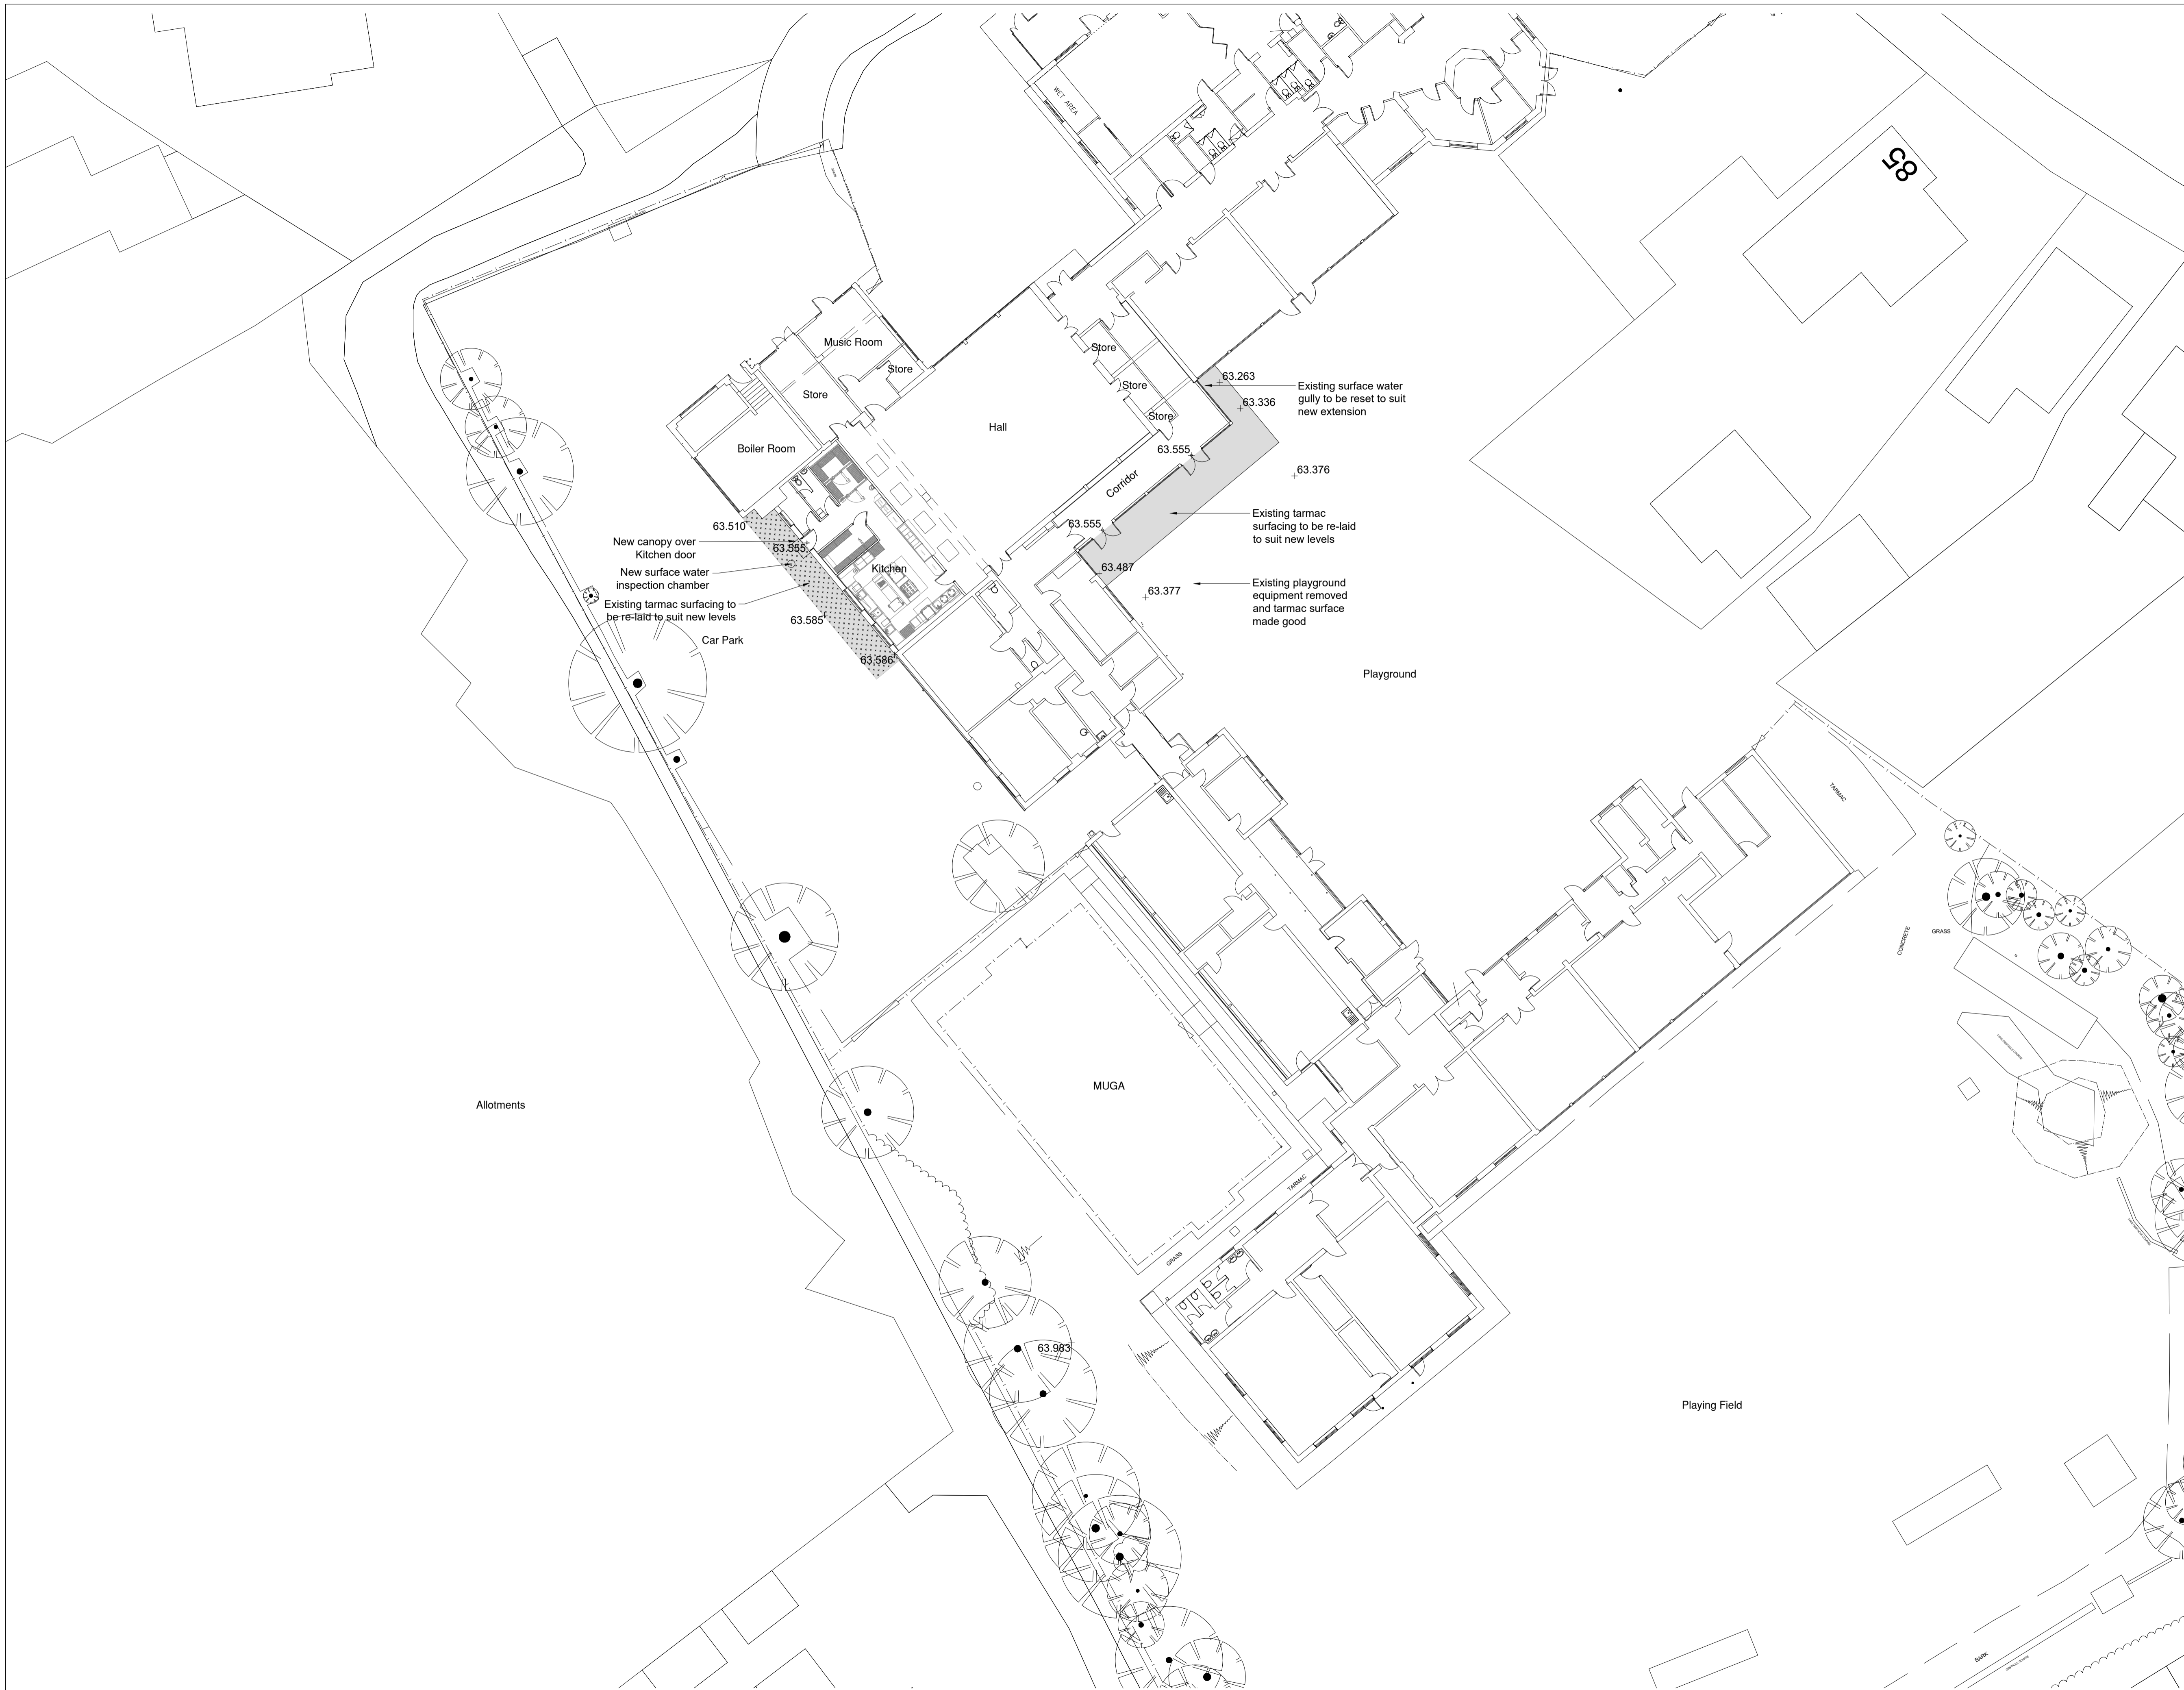 WET AREA
85
Music Room
Store
Store
Boiler Room
Hall
Store
Store
Store
63.263
63.336
Existing surface water
gully to be reset to suit
new extension
63.555
63.376
Corridor
63.555
Existing tarmac
surfacing to be re-laid
to suit new levels
63.510
New canopy over
Kitchen door
63.555
New surface water
inspection chamber
Kitchen
63.487
63.377
Existing playground
equipment removed
and tarmac surface
made good
Existing tarmac surfacing to
be re-laid to suit new levels
63.585
Car Park
63.586
Playground
TARMAC
CONCRETE
GRASS
MUGA
Allotments
TARMAC
GRASS
63.983
Playing Field
BARK